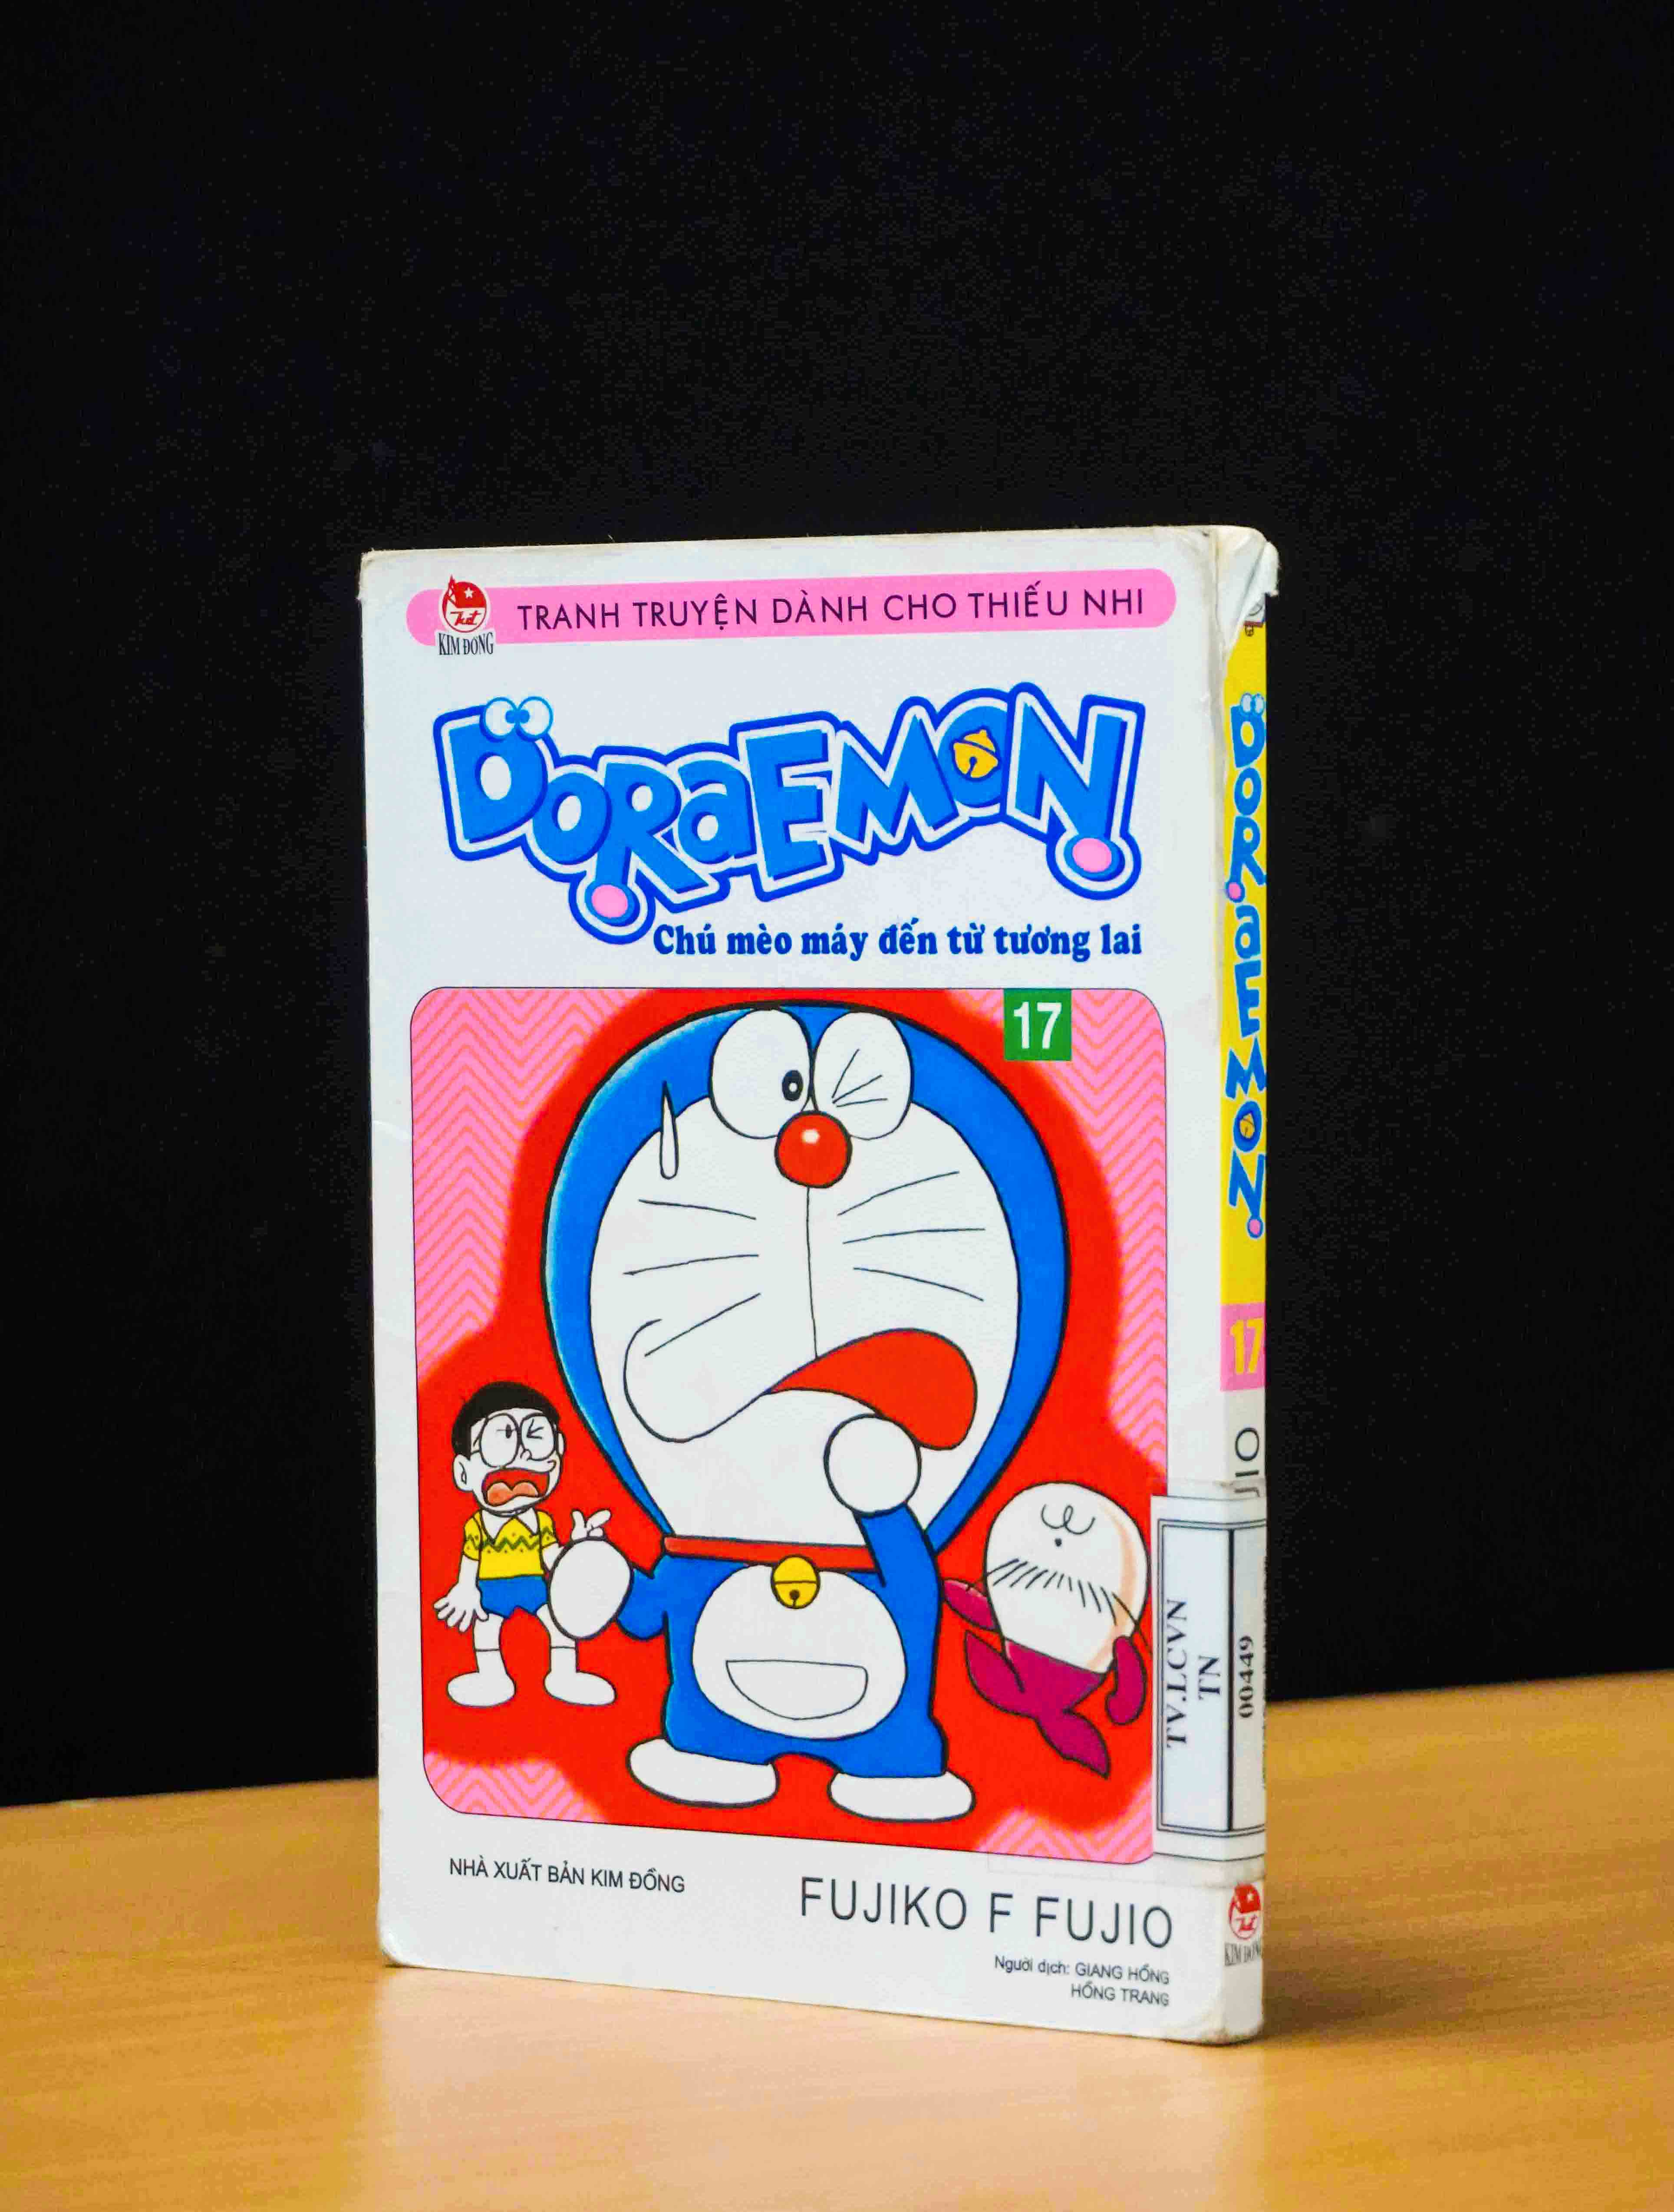 KIM ĐỒNG
TRANH TRUYỆN DÀNH CHO THIẾU NHI
DORAEMON
Chú mèo máy đến từ tương lai
17
NHÀ XUẤT BẢN KIM ĐỒNG
FUJIKO F FUJIO
Người dịch: GIANG HỒNG
HỒNG TRANG
DORAEMON
17
TV.LCVN
TN
00449
KIM ĐỒNG